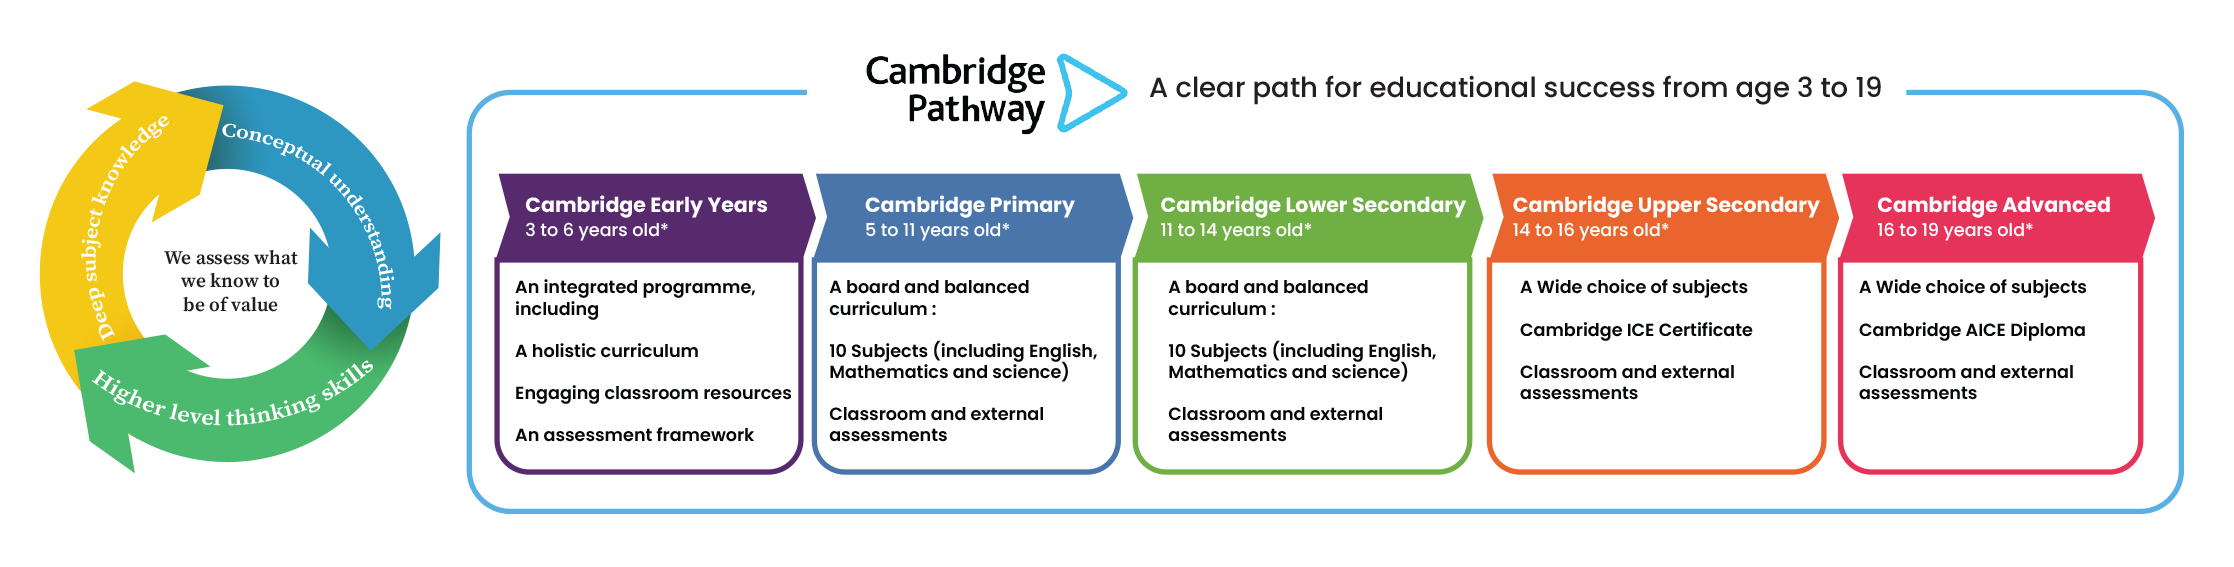 Deep subject knowledge
Conceptual understanding
Higher level thinking skills
We assess what
we know to
be of value
Cambridge
Pathway
A clear path for educational success from age 3 to 19
Cambridge Early Years
3 to 6 years old*
An integrated programme,
including
A holistic curriculum
Engaging classroom resources
An assessment framework
Cambridge Primary
5 to 11 years old*
A board and balanced
curriculum :
10 Subjects (including English,
Mathematics and science)
Classroom and external
assessments
Cambridge Lower Secondary
11 to 14 years old*
A board and balanced
curriculum :
10 Subjects (including English,
Mathematics and science)
Classroom and external
assessments
Cambridge Upper Secondary
14 to 16 years old*
A Wide choice of subjects
Cambridge ICE Certificate
Classroom and external
assessments
Cambridge Advanced
16 to 19 years old*
A Wide choice of subjects
Cambridge AICE Diploma
Classroom and external
assessments